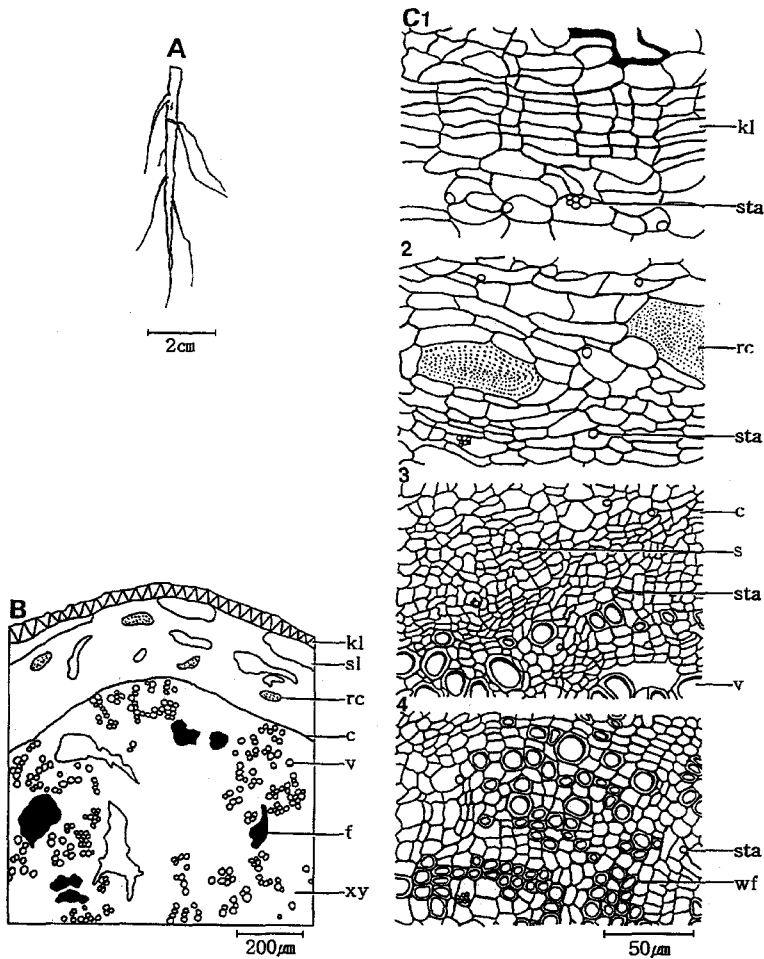 A
2cm
B
kl
sl
rc
c
v
f
xy
200μm
C1
kl
sta
2
rc
sta
3
c
s
sta
v
4
sta
wf
50μm